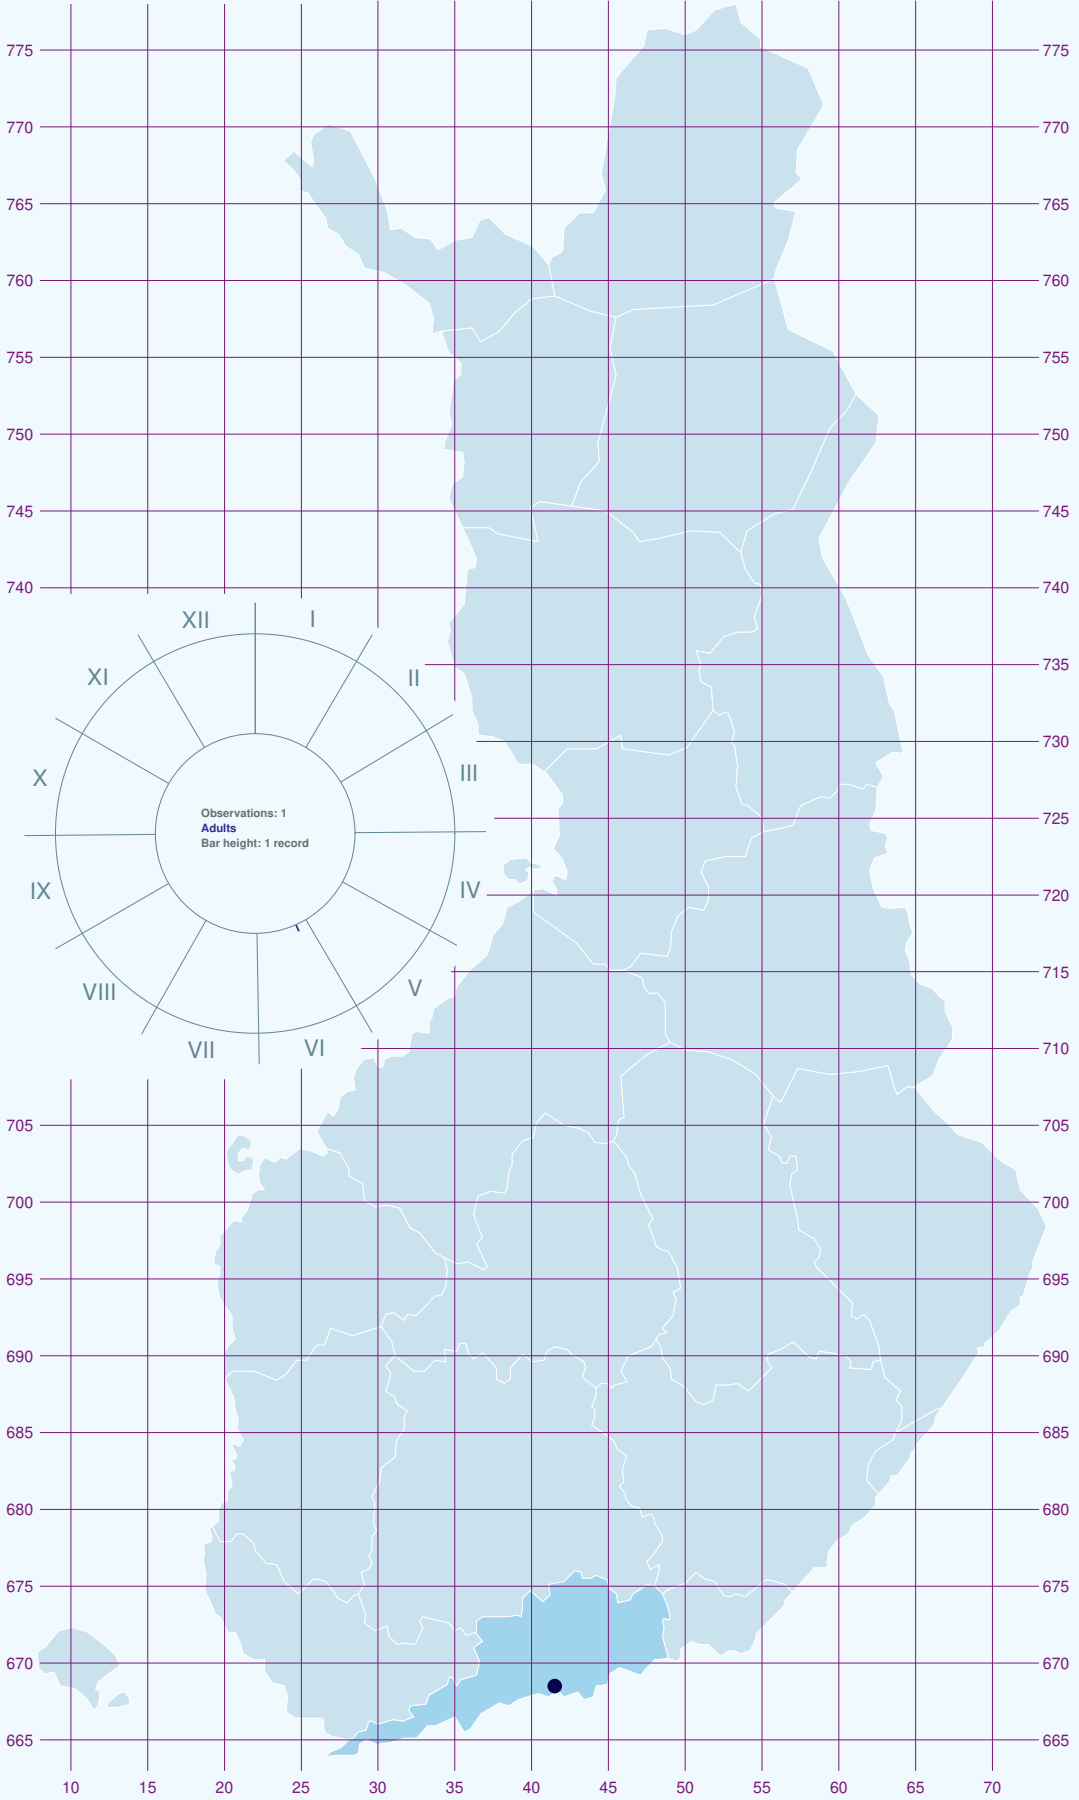 775 775
770 770
765 765
760 760
755 755
750 750
745 745
740 740
XII I
XI II
735
730
X III
Observations: 1
Adults
Bar height: 1 record
725 725
IX IV
720
VIII V
715
VII VI
710
705 705
700 700
695 695
690 690
685 685
680 680
675 675
670 670
665 665
10 15 20 25 30 35 40 45 50 55 60 65 70